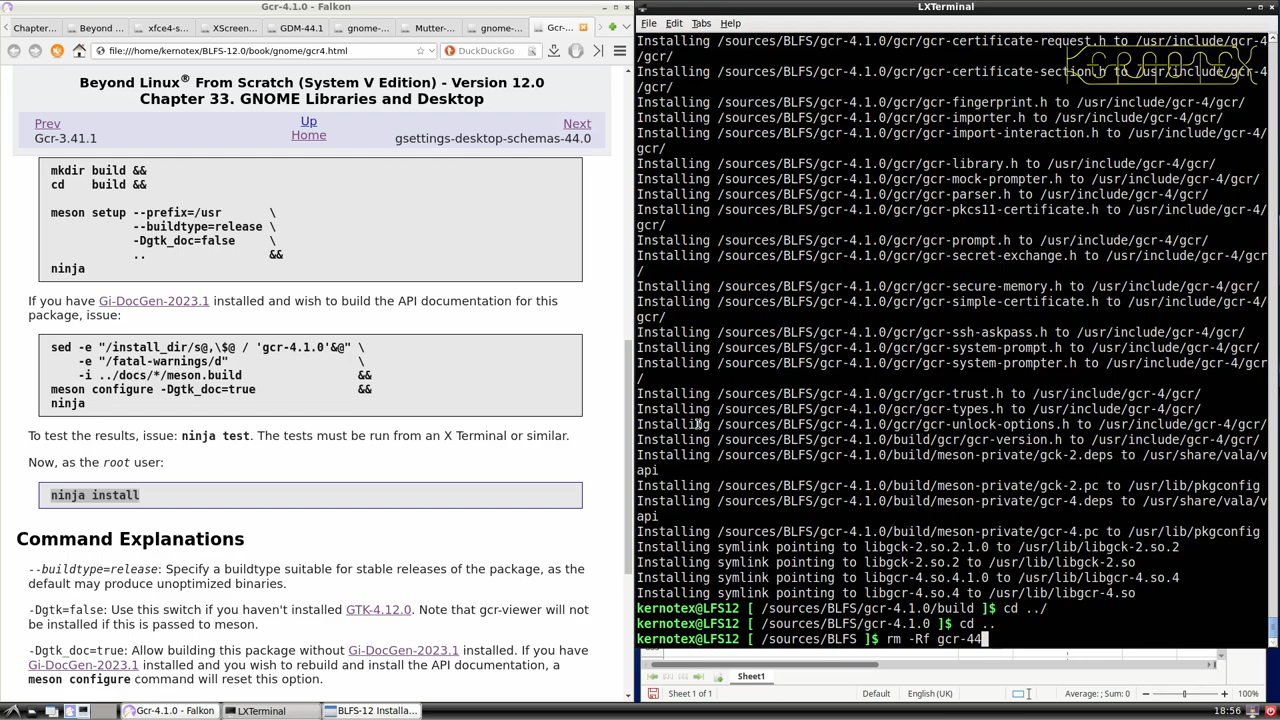 Gcr-4.1.0 - Falkon
Chapter...
Beyond ...
xfce4-s...
XScreen...
GDM-44.1
Mutter-...
gnome-...
gnome-...
Gcr-...
file:///home/kernotex/BLFS-12.0/book/gnome/gcr4.html
DuckDuckGo
Beyond Linux® From Scratch (System V Edition) - Version 12.0
Chapter 33. GNOME Libraries and Desktop
Prev
Gcr-3.41.1
Up
Home
Next
gsettings-desktop-schemas-44.0
mkdir build &&
cd    build &&
meson setup --prefix=/usr       \
--buildtype=release \
-Dgtk_doc=false     \
..                  &&
ninja
If you have Gi-DocGen-2023.1 installed and wish to build the API documentation for this
package, issue:
sed -e "/install_dir/s@,\$@ / 'gcr-4.1.0'&@" \
-e "/fatal-warnings/d"                   \
-i ../docs/*/meson.build                 &&
meson configure -Dgtk_doc=true               &&
ninja
To test the results, issue: ninja test. The tests must be run from an X Terminal or similar.
Now, as the root user:
ninja install
Command Explanations
--buildtype=release: Specify a buildtype suitable for stable releases of the package, as the
default may produce unoptimized binaries.
-Dgtk=false: Use this switch if you haven't installed GTK-4.12.0. Note that gcr-viewer will not
be installed if this is passed to meson.
-Dgtk_doc=true: Allow building this package without Gi-DocGen-2023.1 installed. If you have
Gi-DocGen-2023.1 installed and you wish to rebuild and install the API documentation, a
meson configure command will reset this option.
LXTerminal
File Edit Tabs Help
Installing /sources/BLFS/gcr-4.1.0/gcr/gcr-certificate-request.h to /usr/include/gcr-4
/gcr/
Installing /sources/BLFS/gcr-4.1.0/gcr/gcr-certificate-section.h to /usr/include/gcr-4
/gcr/
Installing /sources/BLFS/gcr-4.1.0/gcr/gcr-fingerprint.h to /usr/include/gcr-4/gcr/
Installing /sources/BLFS/gcr-4.1.0/gcr/gcr-importer.h to /usr/include/gcr-4/gcr/
Installing /sources/BLFS/gcr-4.1.0/gcr/gcr-import-interaction.h to /usr/include/gcr-4/
gcr/
Installing /sources/BLFS/gcr-4.1.0/gcr/gcr-library.h to /usr/include/gcr-4/gcr/
Installing /sources/BLFS/gcr-4.1.0/gcr/gcr-mock-prompter.h to /usr/include/gcr-4/gcr/
Installing /sources/BLFS/gcr-4.1.0/gcr/gcr-parser.h to /usr/include/gcr-4/gcr/
Installing /sources/BLFS/gcr-4.1.0/gcr/gcr-pkcs11-certificate.h to /usr/include/gcr-4/
gcr/
Installing /sources/BLFS/gcr-4.1.0/gcr/gcr-prompt.h to /usr/include/gcr-4/gcr/
Installing /sources/BLFS/gcr-4.1.0/gcr/gcr-secret-exchange.h to /usr/include/gcr-4/gcr
/
Installing /sources/BLFS/gcr-4.1.0/gcr/gcr-secure-memory.h to /usr/include/gcr-4/gcr/
Installing /sources/BLFS/gcr-4.1.0/gcr/gcr-simple-certificate.h to /usr/include/gcr-4/
gcr/
Installing /sources/BLFS/gcr-4.1.0/gcr/gcr-ssh-askpass.h to /usr/include/gcr-4/gcr/
Installing /sources/BLFS/gcr-4.1.0/gcr/gcr-system-prompt.h to /usr/include/gcr-4/gcr/
Installing /sources/BLFS/gcr-4.1.0/gcr/gcr-system-prompter.h to /usr/include/gcr-4/gcr
/
Installing /sources/BLFS/gcr-4.1.0/gcr/gcr-trust.h to /usr/include/gcr-4/gcr/
Installing /sources/BLFS/gcr-4.1.0/gcr/gcr-types.h to /usr/include/gcr-4/gcr/
Installing /sources/BLFS/gcr-4.1.0/gcr/gcr-unlock-options.h to /usr/include/gcr-4/gcr/
Installing /sources/BLFS/gcr-4.1.0/build/gcr/gcr-version.h to /usr/include/gcr-4/gcr/
Installing /sources/BLFS/gcr-4.1.0/build/meson-private/gck-2.deps to /usr/share/vala/v
api
Installing /sources/BLFS/gcr-4.1.0/build/meson-private/gck-2.pc to /usr/lib/pkgconfig
Installing /sources/BLFS/gcr-4.1.0/build/meson-private/gcr-4.deps to /usr/share/vala/v
api
Installing /sources/BLFS/gcr-4.1.0/build/meson-private/gcr-4.pc to /usr/lib/pkgconfig
Installing symlink pointing to libgck-2.so.2.1.0 to /usr/lib/libgck-2.so.2
Installing symlink pointing to libgck-2.so.2 to /usr/lib/libgck-2.so
Installing symlink pointing to libgcr-4.so.4.1.0 to /usr/lib/libgcr-4.so.4
Installing symlink pointing to libgcr-4.so.4 to /usr/lib/libgcr-4.so
kernotex@LFS12 [ /sources/BLFS/gcr-4.1.0/build ]$ cd ../
kernotex@LFS12 [ /sources/BLFS/gcr-4.1.0 ]$ cd ..
kernotex@LFS12 [ /sources/BLFS ]$ rm -Rf gcr-44
KERNOTEX
Sheet1
Sheet 1 of 1
Default
English (UK)
Average: ; Sum: 0
100%
Gcr-4.1.0 - Falkon
LXTerminal
BLFS-12 Installa...
18:56